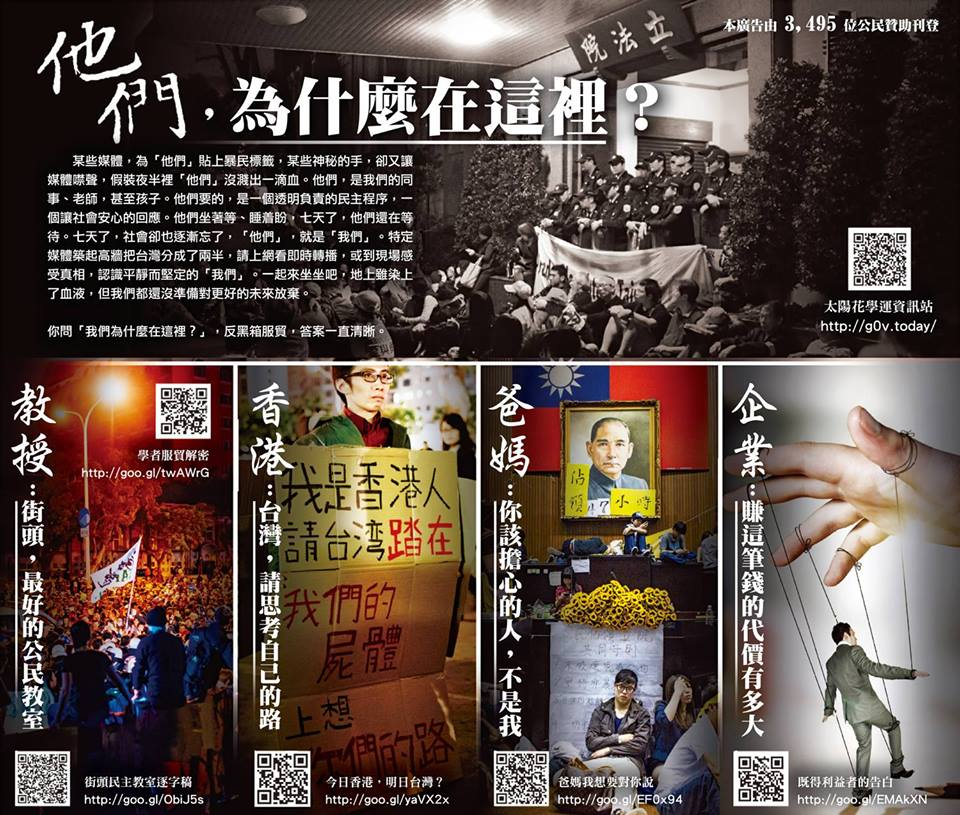 本廣告由 3,495 位公民贊助刊登
立法院
他們，為什麼在這裡？
某些媒體，為「他們」貼上暴民標籤，某些神秘的手，卻又讓
媒體噤聲，假裝夜半裡「他們」沒濺出一滴血。他們，是我們的同
事、老師，甚至孩子。他們要的，是一個透明負責的民主程序，一
個讓社會安心的回應。他們坐著等、睡着盼，七天了，他們還在等
待。七天了，社會卻也逐漸忘了，「他們」，就是「我們」。特定
媒體築起高牆把台灣分成了兩半，請上網看即時轉播，或到現場感
受真相，認識平靜而堅定的「我們」。一起來坐坐吧，地上雖染上
了血液，但我們都還沒準備對更好的未來放棄。
你問「我們為什麼在這裡？」，反黑箱服貿，答案一直清晰。
太陽花學運資訊站
http://g0v.today/
教授：街頭，最好的公民教室
學者服貿解密
http://goo.gl/twAWrG
街頭民主教室逐字稿
http://goo.gl/ObiJ5s
香港：台灣，請思考自己的路
我是香港人
請台湾踏在
我們的
屍體
上想
你們的路
今日香港，明日台灣？
http://goo.gl/yaVX2x
爸媽：你該擔心的人，不是我
佔領
小時
爸媽我想要對你說
http://goo.gl/EF0x94
企業：賺這筆錢的代價有多大
既得利益者的告白
http://goo.gl/EMAkXN